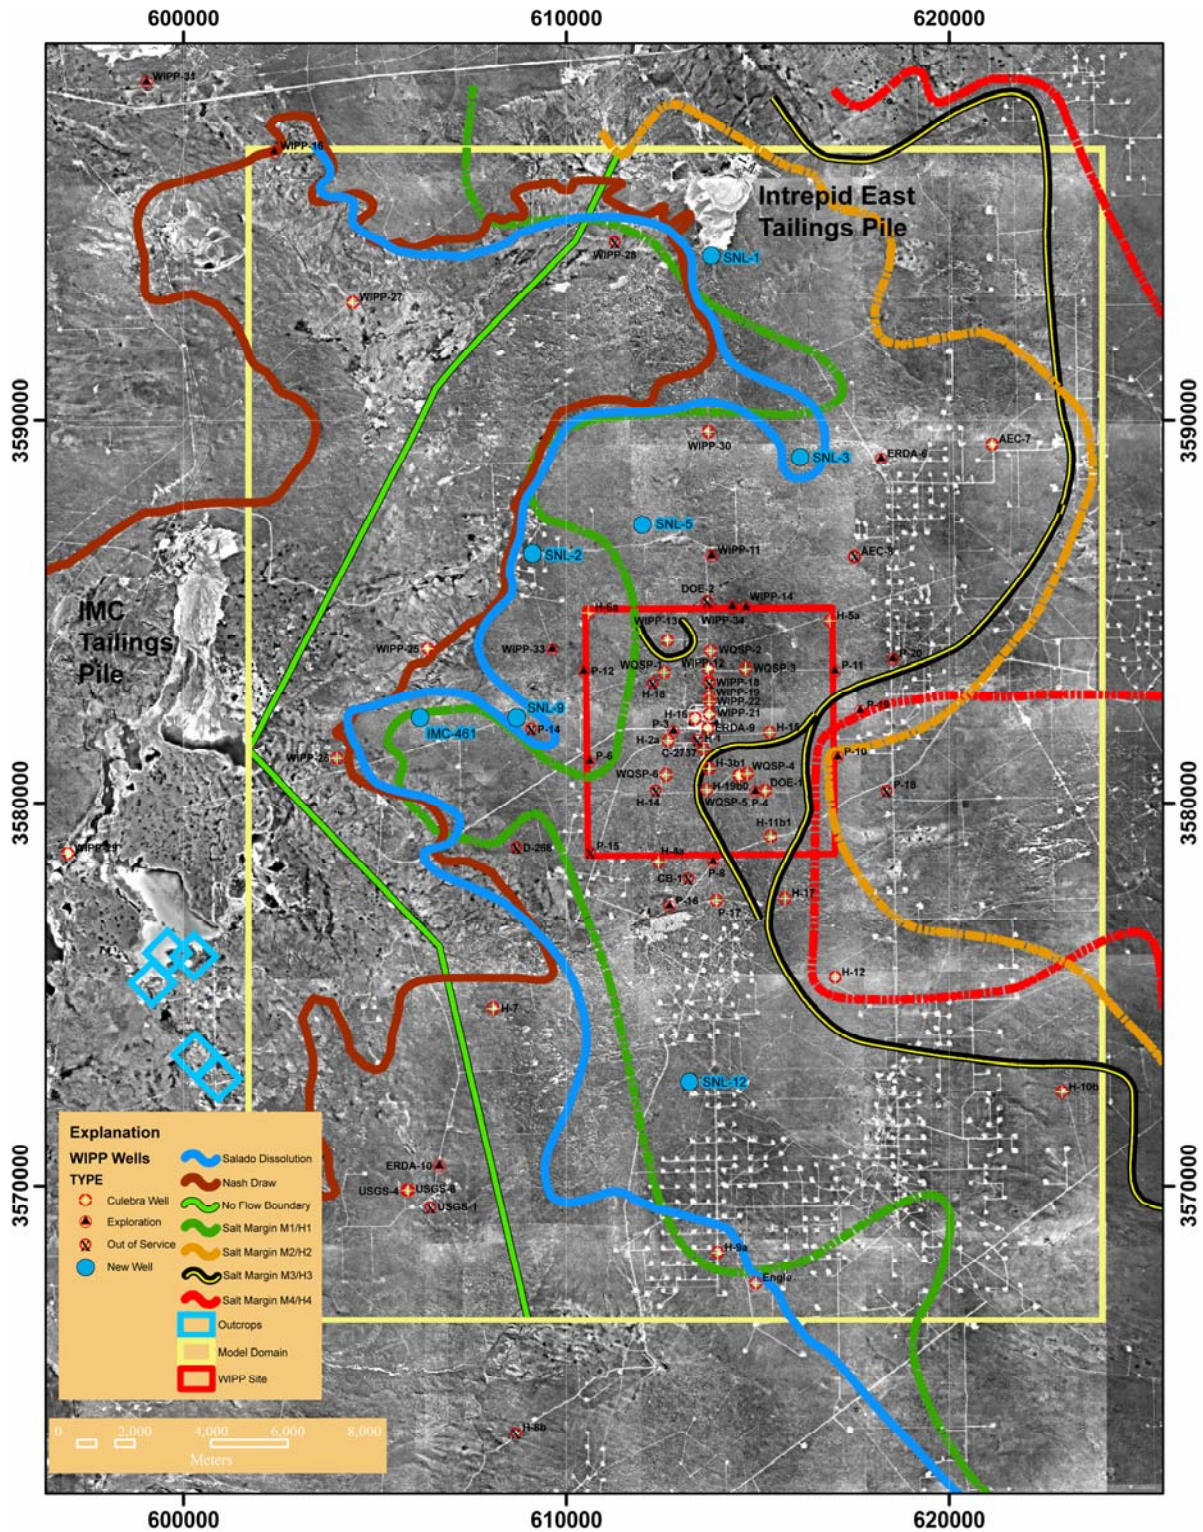 600000
610000
620000
WIPP-31
WIPP-16
Intrepid East
Tailings Pile
WIPP-28
SNL-1
WIPP-27
3590000
3590000
WIPP-30
AEC-7
SNL-3
ERDA-6
SNL-5
SNL-2
WIPP-11
AEC-8
DOE-2
WIPP-14
IMC
Tailings
Pile
H-6a
WIPP-34
H-5a
WIPP-13
WIPP-25
WIPP-33
WQSP-2
P-20
P-12
WQSP-1
WIPP-12
WQSP-3
P-11
H-18
WIPP-18
WIPP-19
WIPP-22
SNL-9
H-16
WIPP-21
IMC-461
P-14
P-3
ERDA-9
H-2a
H-1
C-2737
WIPP-26
P-6
P-10
H-3b1
WQSP-4
WQSP-6
DOE-1
P-18
H-14
H-19b0
P-4
WQSP-5
3580000
3580000
H-11b1
D-268
P-15
H-4a
WIPP-29
P-8
CB-1
H-17
P-16
P-17
H-12
H-7
SNL-12
H-10b
Explanation
WIPP Wells
TYPE
Culebra Well
Exploration
Out of Service
New Well
Salado Dissolution
Nash Draw
No Flow Boundary
Salt Margin M1/H1
Salt Margin M2/H2
Salt Margin M3/H3
Salt Margin M4/H4
Outcrops
Model Domain
WIPP Site
ERDA-10
USGS-4
USGS-8
USGS-1
3570000
3570000
H-9a
Engle
0 2,000 4,000 6,000 8,000
Meters
H-8b
600000
610000
620000